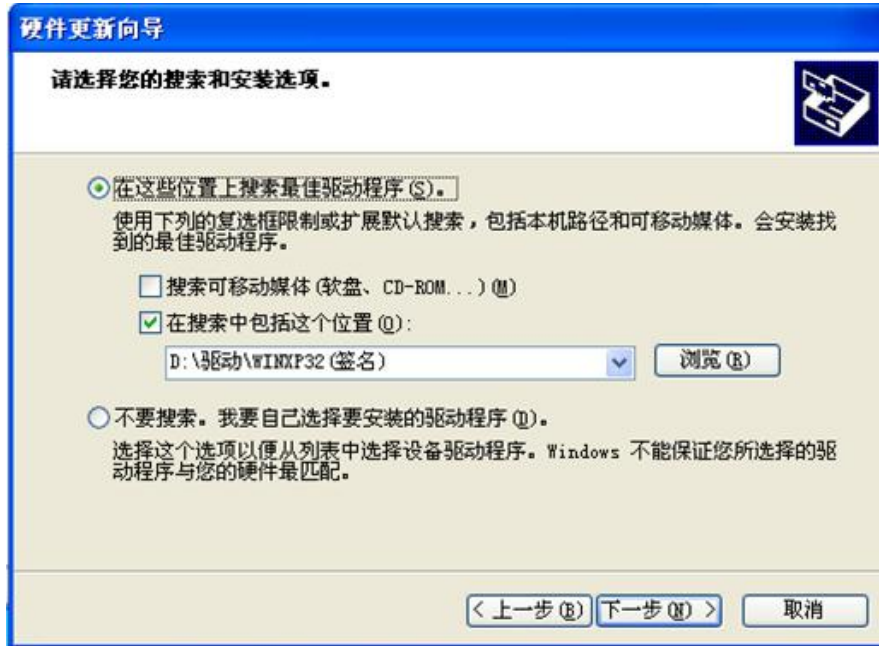 硬件更新向导
请选择您的搜索和安装选项。
在这些位置上搜索最佳驱动程序(S)。
使用下列的复选框限制或扩展默认搜索，包括本机路径和可移动媒体。会安装找
到的最佳驱动程序。
搜索可移动媒体(软盘、CD-ROM...)(M)
在搜索中包括这个位置(O):
D:\驱动\WINXP32(签名)
浏览(R)
不要搜索。我要自己选择要安装的驱动程序(D)。
选择这个选项以便从列表中选择设备驱动程序。Windows 不能保证您所选择的驱
动程序与您的硬件最匹配。
< 上一步(B) 下一步(N) > 取消